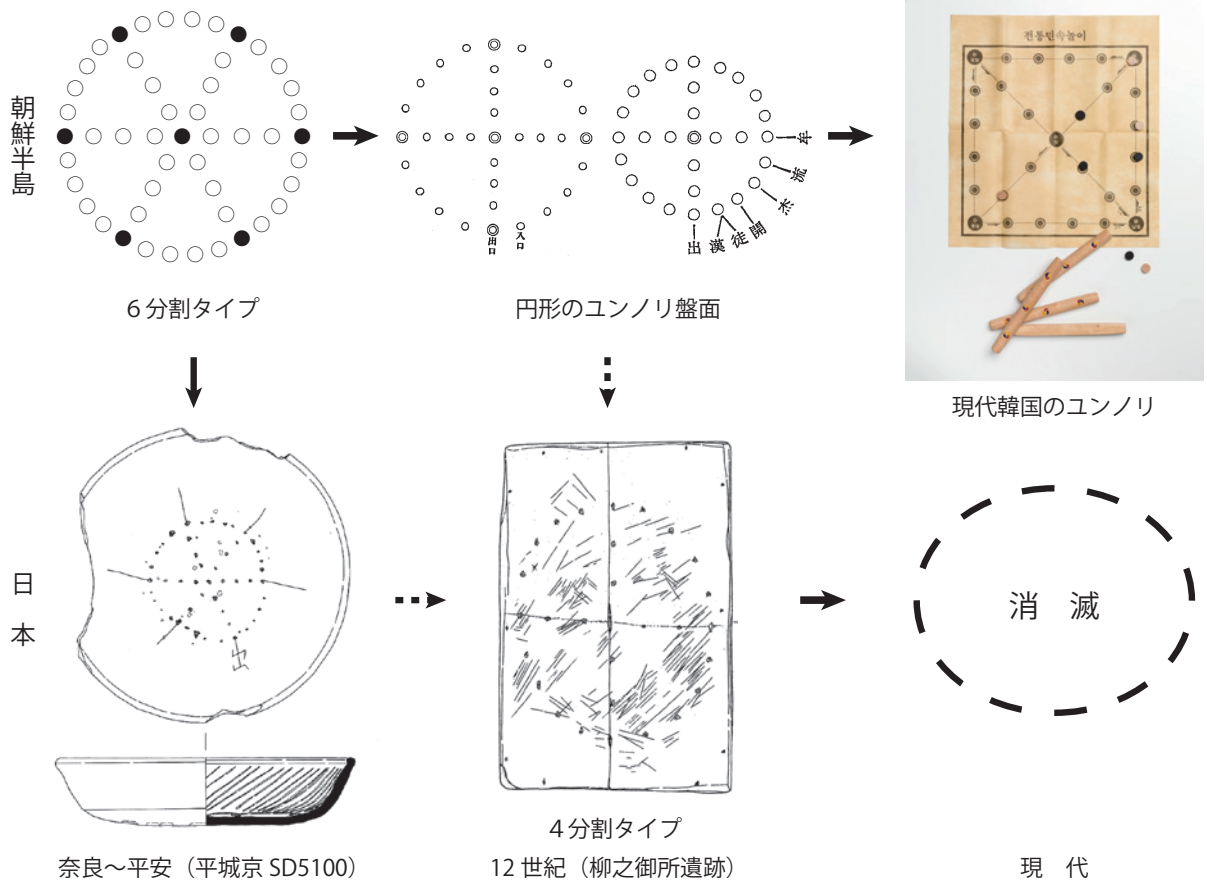 朝鮮半島
6分割タイプ
出口
入口
出
漢
徒
開
杰
流
牟
円形のユンノリ盤面
전통민속놀이
現代韓国のユンノリ
日本
出
4分割タイプ
消滅
奈良～平安（平城京 SD5100）
12世紀（柳之御所遺跡）
現代